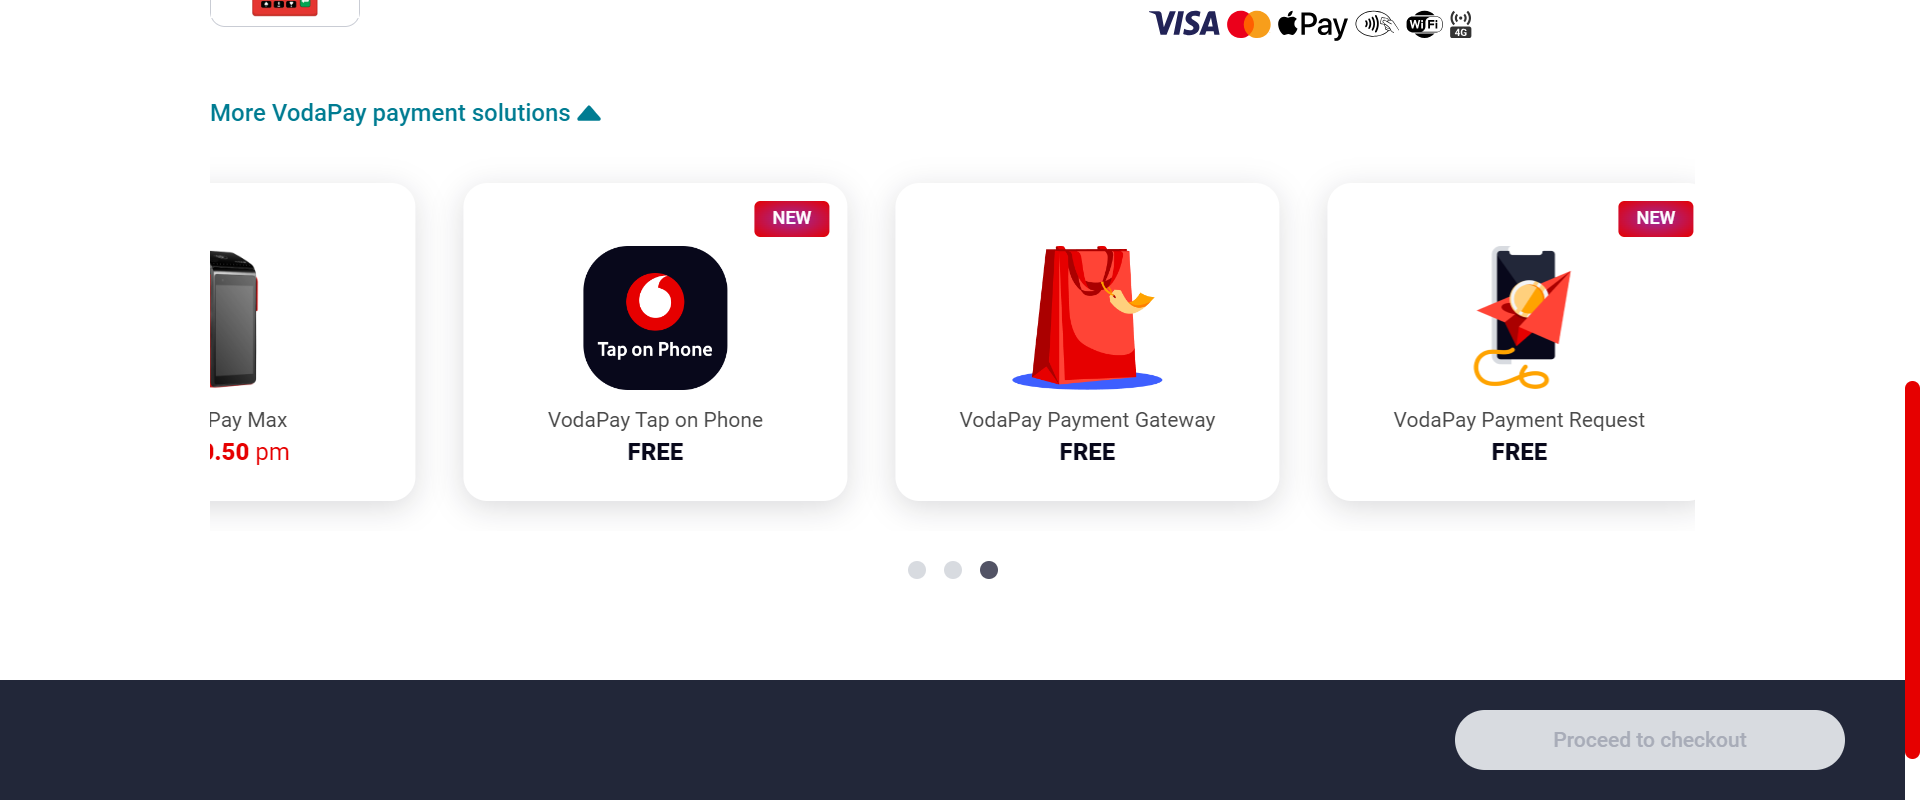 VISA Pay WiFi 4G
More VodaPay payment solutions
NEW
NEW
Tap on Phone
Pay Max
.50 pm
VodaPay Tap on Phone
FREE
VodaPay Payment Gateway
FREE
VodaPay Payment Request
FREE
Proceed to checkout